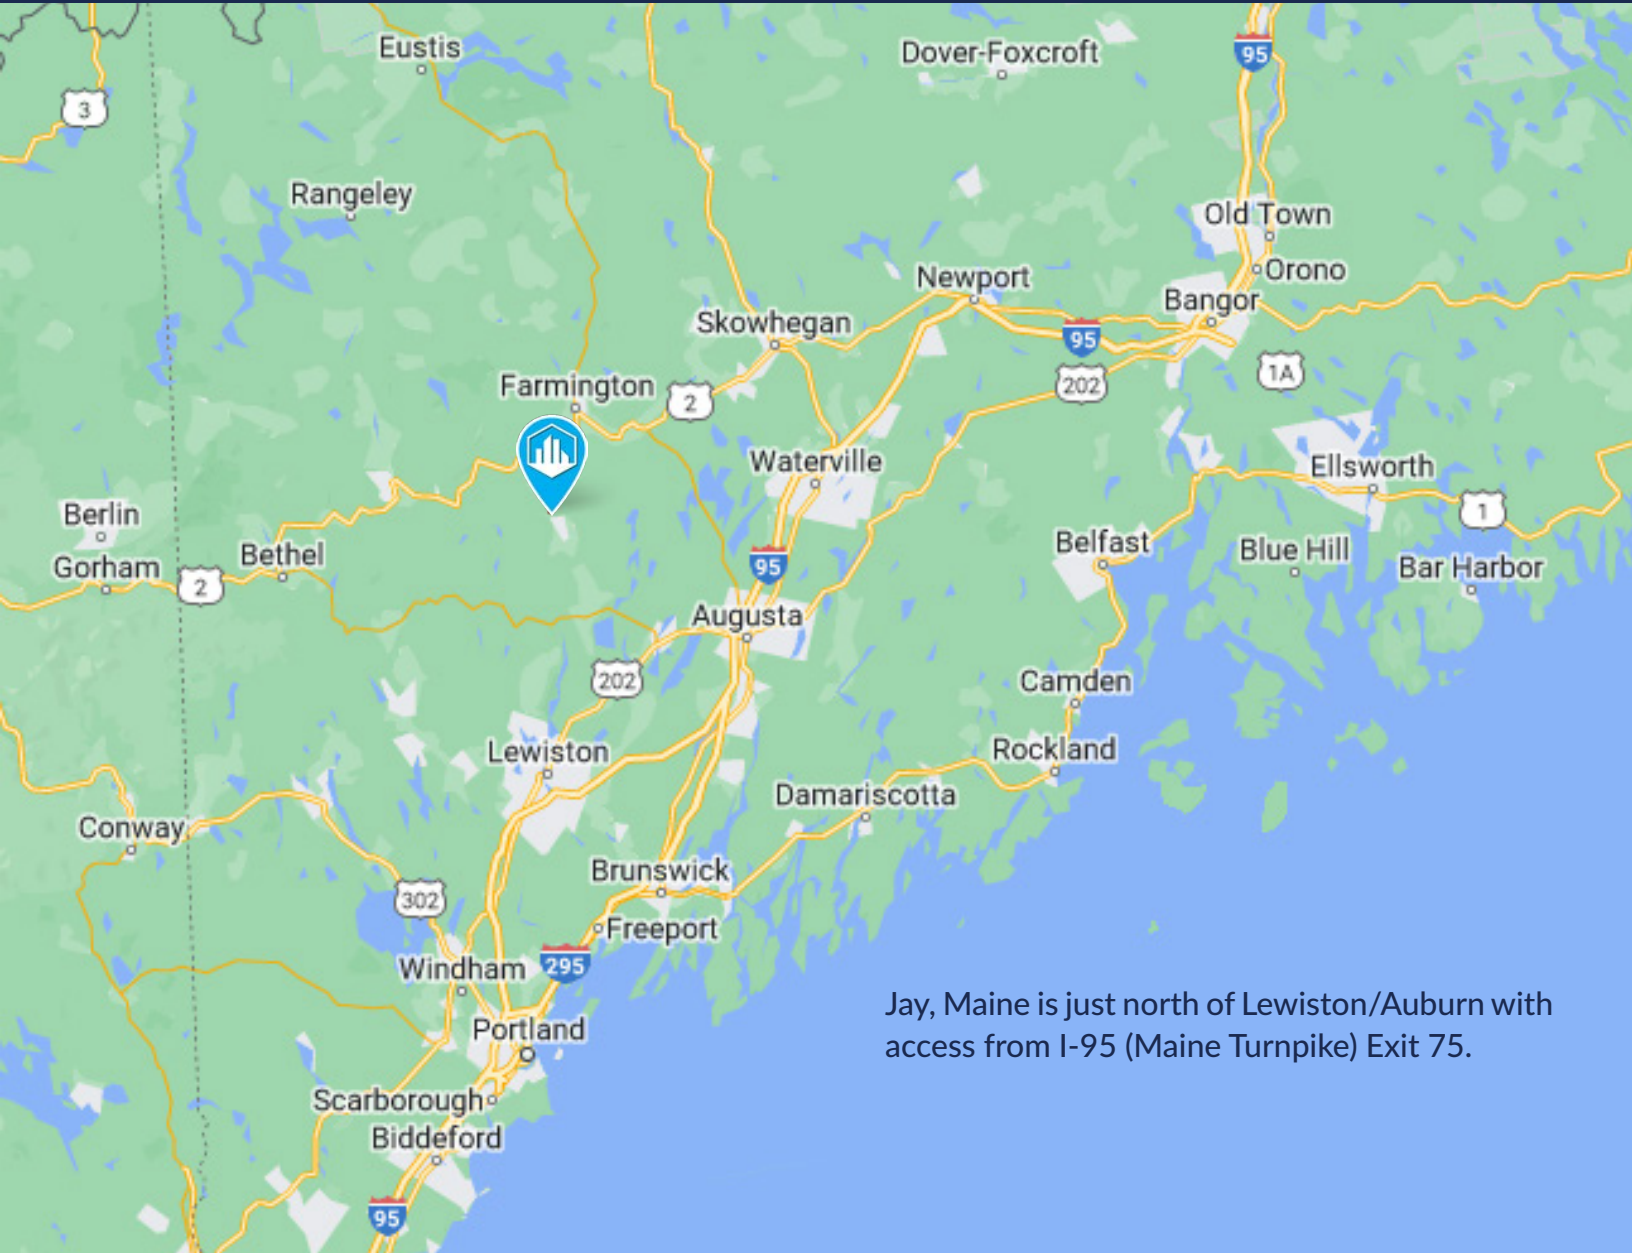 Eustis
Dover-Foxcroft
95
3
Rangeley
Old Town
Orono
Newport
Bangor
Skowhegan
95
1A
202
Farmington
2
Waterville
Ellsworth
1
Berlin
Belfast
Blue Hill
Bethel
Gorham
95
Bar Harbor
2
Augusta
202
Camden
Lewiston
Rockland
Damariscotta
Conway
Brunswick
302
Freeport
Windham
295
Jay, Maine is just north of Lewiston/Auburn with
access from I-95 (Maine Turnpike) Exit 75.
Portland
Scarborough
Biddeford
95